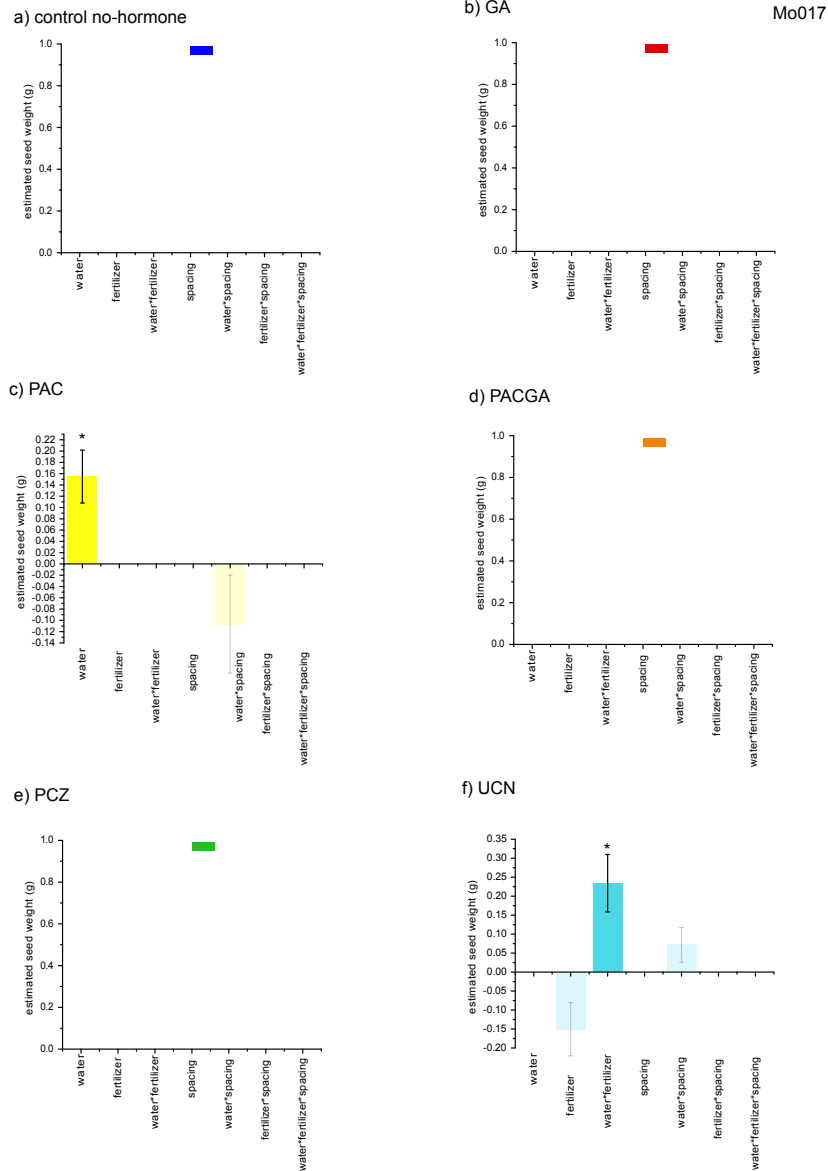 a) control no-hormone
b) GA
Mo017
estimated seed weight (g)
1.0
0.8
0.6
0.4
0.2
0.0
water
fertilizer
water*fertilizer
spacing
water*spacing
fertilizer*spacing
water*fertilizer*spacing
estimated seed weight (g)
1.0
0.8
0.6
0.4
0.2
0.0
water
fertilizer
water*fertilizer
spacing
water*spacing
fertilizer*spacing
water*fertilizer*spacing
c) PAC
d) PACGA
estimated seed weight (g)
0.22
0.20
0.18
0.16
0.14
0.12
0.10
0.08
0.06
0.04
0.02
0.00
-0.02
-0.04
-0.06
-0.08
-0.10
-0.12
-0.14
*
water
fertilizer
water*fertilizer
spacing
water*spacing
fertilizer*spacing
water*fertilizer*spacing
estimated seed weight (g)
1.0
0.8
0.6
0.4
0.2
0.0
water
fertilizer
water*fertilizer
spacing
water*spacing
fertilizer*spacing
water*fertilizer*spacing
e) PCZ
f) UCN
estimated seed weight (g)
1.0
0.8
0.6
0.4
0.2
0.0
water
fertilizer
water*fertilizer
spacing
water*spacing
fertilizer*spacing
water*fertilizer*spacing
estimated seed weight (g)
0.35
0.30
0.25
0.20
0.15
0.10
0.05
0.00
-0.05
-0.10
-0.15
-0.20
*
water
fertilizer
water*fertilizer
spacing
water*spacing
fertilizer*spacing
water*fertilizer*spacing